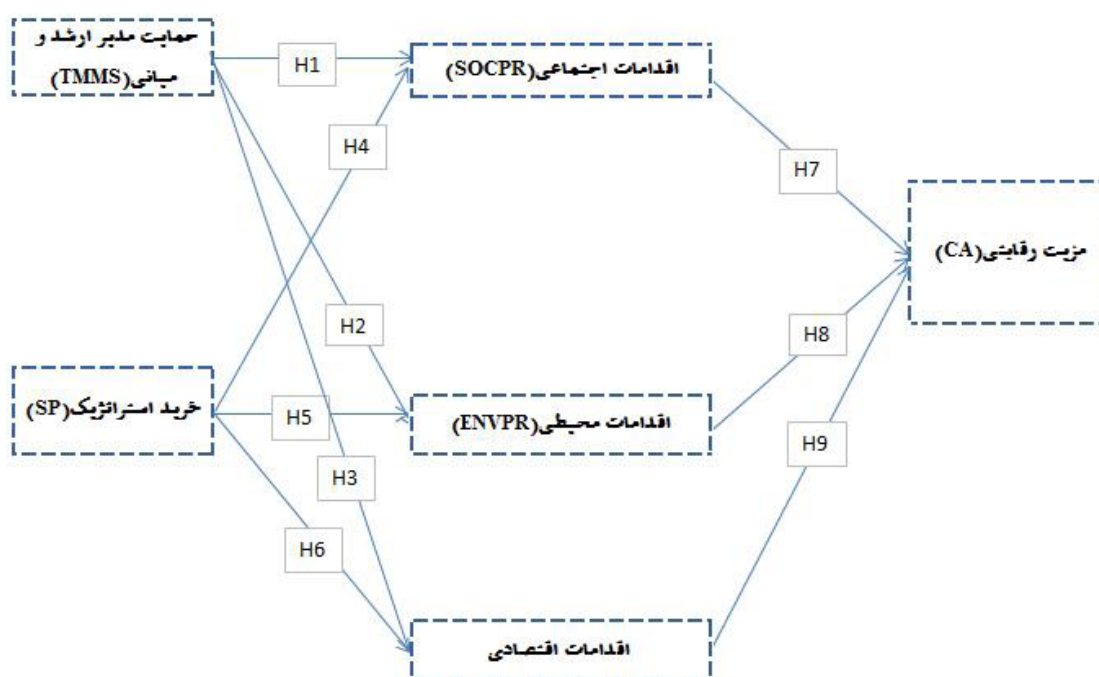 حمایت مدیر ارشد و
میانی(TMMS)
H1
اقدامات اجتماعی(SOCPR)
H4
H7
مزیت رقابتی(CA)
H2
H8
خرید استراتژیک(SP)
H5
اقدامات محیطی(ENVPR)
H9
H3
H6
اقدامات اقتصادی